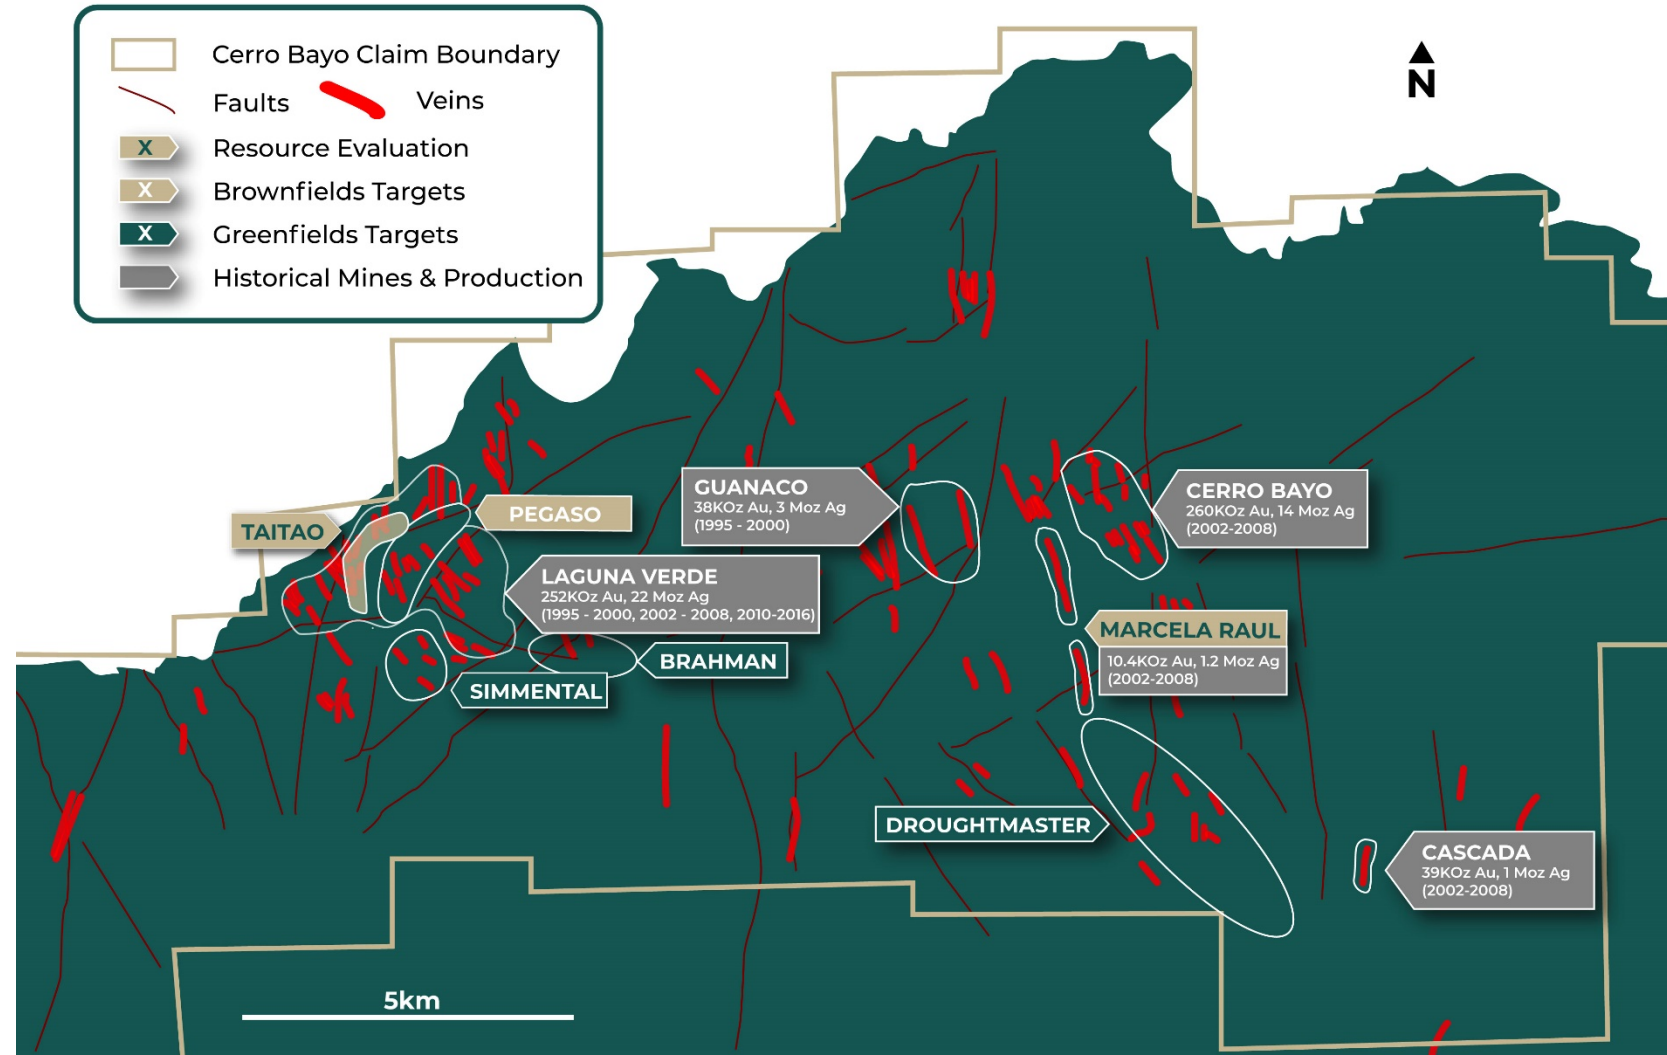 Cerro Bayo Claim Boundary
Faults
Veins
X Resource Evaluation
X Brownfields Targets
X Greenfields Targets
Historical Mines & Production
N
TAITAO
PEGASO
GUANACO
38KOz Au, 3 Moz Ag
(1995 - 2000)
CERRO BAYO
260KOz Au, 14 Moz Ag
(2002-2008)
LAGUNA VERDE
252KOz Au, 22 Moz Ag
(1995 - 2000, 2002 - 2008, 2010-2016)
MARCELA RAUL
10.4KOz Au, 1.2 Moz Ag
(2002-2008)
BRAHMAN
SIMMENTAL
DROUGHTMASTER
CASCADA
39KOz Au, 1 Moz Ag
(2002-2008)
5km